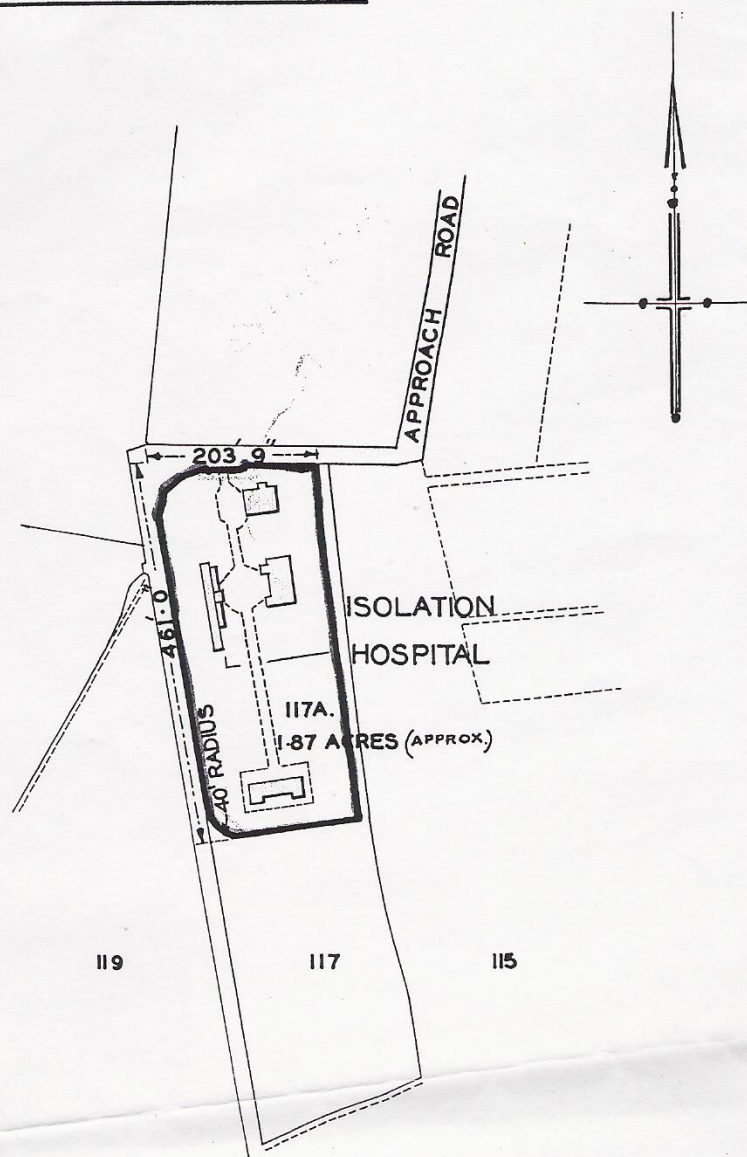 APPROACH ROAD
203.9
461.0
ISOLATION
HOSPITAL
117A.
1.87 ACRES (APPROX.)
40' RADIUS
119
117
115